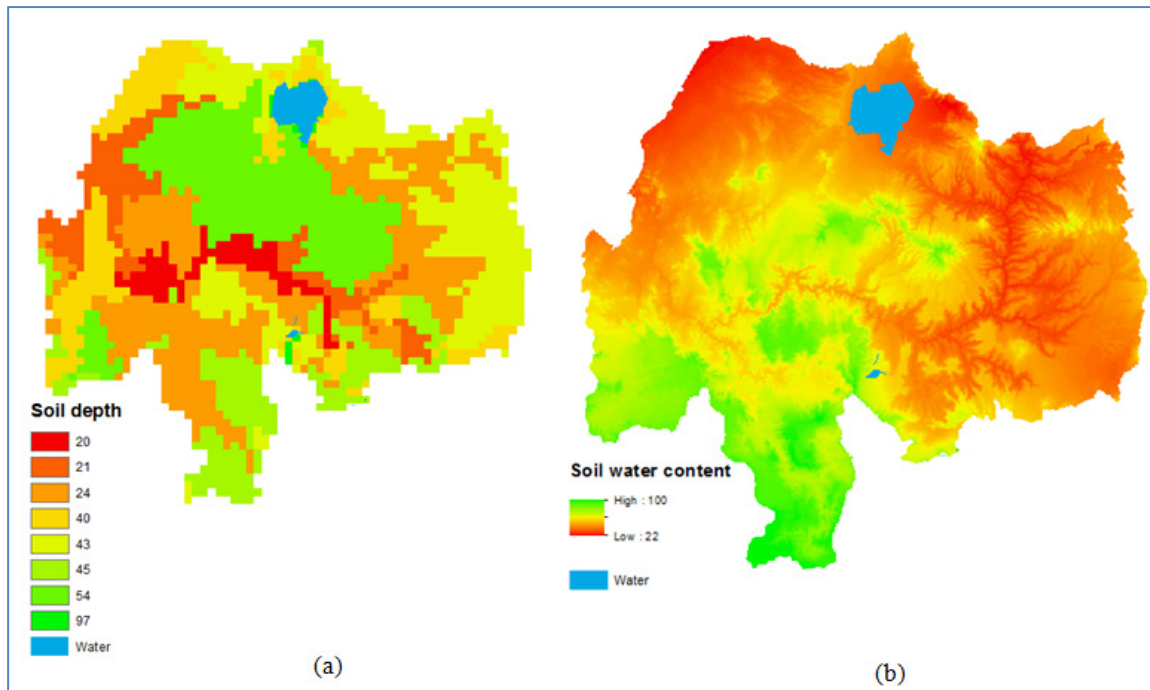 Soil depth
20
21
24
40
43
45
54
97
Water
(a)
Soil water content
High : 100
Low : 22
Water
(b)